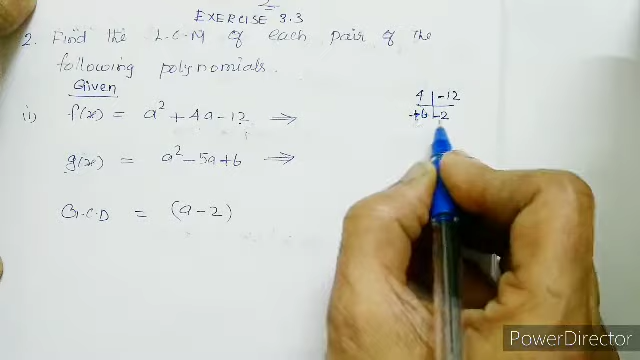 EXERCISE 3.3
2. Find the L.C.M of each pair of the
following polynomials.
Given
ii) f(x) = a² + 4a - 12 ⇒
4 | -12
+6 | -2
g(x) = a² - 5a + 6 ⇒
G.C.D = (a - 2)
PowerDirector